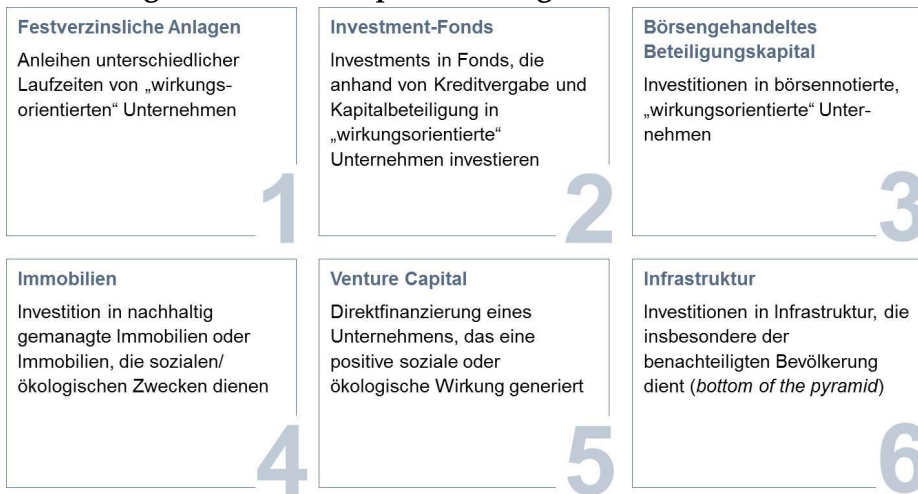 Festverzinsliche Anlagen
Anleihen unterschiedlicher
Laufzeiten von „wirkungs-
orientierten“ Unternehmen
1
Investment-Fonds
Investments in Fonds, die
anhand von Kreditvergabe und
Kapitalbeteiligung in
„wirkungsorientierte“
Unternehmen investieren
2
Börsengehandeltes
Beteiligungskapital
Investitionen in börsennotierte,
„wirkungsorientierte“ Unter-
nehmen
3
Immobilien
Investition in nachhaltig
gemanagte Immobilien oder
Immobilien, die sozialen/
ökologischen Zwecken dienen
4
Venture Capital
Direktfinanzierung eines
Unternehmens, das eine
positive soziale oder
ökologische Wirkung generiert
5
Infrastruktur
Investitionen in Infrastruktur, die
insbesondere der
benachteiligten Bevölkerung
dient (bottom of the pyramid)
6